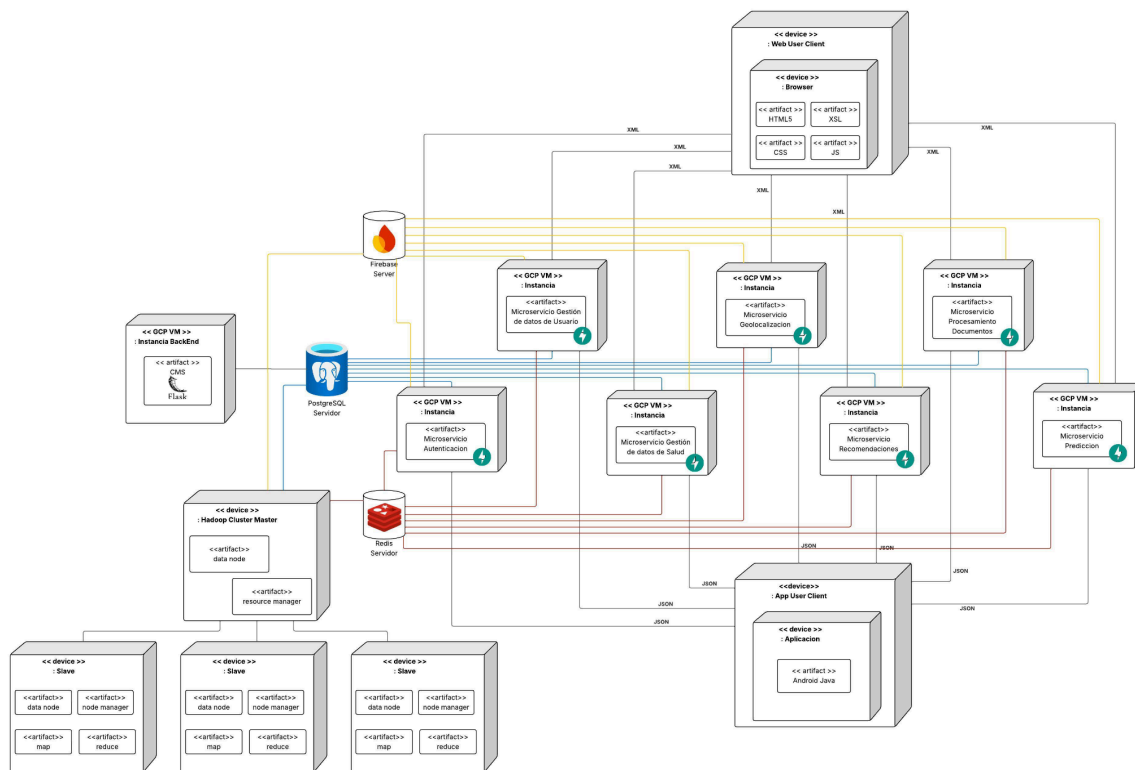 << device >>
: Web User Client
<< device >>
: Browser
<< artifact >>
HTML5
<< artifact >>
XSL
<< artifact >>
CSS
<< artifact >>
JS
XML
XML
XML
XML
XML
XML
XML
Firebase
Server
<< GCP VM >>
: Instancia
<<artifact>>
Microservicio Gestión
de datos de Usuario
<< GCP VM >>
: Instancia
<<artifact>>
Microservicio
Geolocalizacion
<< GCP VM >>
: Instancia
<<artifact>>
Microservicio
Procesamiento
Documentos
<< GCP VM >>
: Instancia BackEnd
<< artifact >>
CMS
Flask
PostgreSQL
Servidor
<< GCP VM >>
: Instancia
<<artifact>>
Microservicio
Autenticacion
<< GCP VM >>
: Instancia
<<artifact>>
Microservicio Gestión
de datos de Salud
<< GCP VM >>
: Instancia
<<artifact>>
Microservicio
Recomendaciones
<< GCP VM >>
: Instancia
<<artifact>>
Microservicio
Prediccion
<< device >>
: Hadoop Cluster Master
<<artifact>>
data node
<<artifact>>
resource manager
Redis
Servidor
JSON
JSON
JSON
JSON
JSON
JSON
JSON
<<device>>
: App User Client
<< device >>
: Aplicacion
<< artifact >>
Android Java
<< device >>
: Slave
<<artifact>>
data node
<<artifact>>
node manager
<<artifact>>
map
<<artifact>>
reduce
<< device >>
: Slave
<<artifact>>
data node
<<artifact>>
node manager
<<artifact>>
map
<<artifact>>
reduce
<< device >>
: Slave
<<artifact>>
data node
<<artifact>>
node manager
<<artifact>>
map
<<artifact>>
reduce